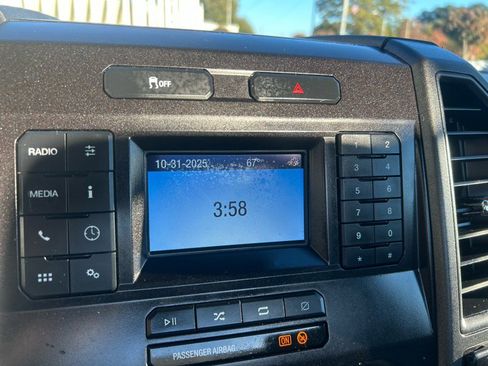 OFF
RADIO
10-31-2025 67°
1 2
MEDIA i
3 4
3:58
5 6
7 8
9 0
* #
PASSENGER AIRBAG ON